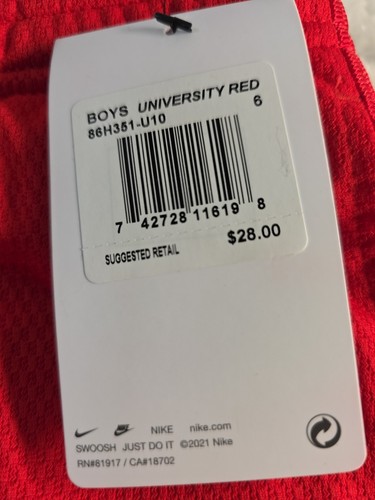 BOYS UNIVERSITY RED
86H351-U10 6
7 42728 11619 8
SUGGESTED RETAIL $28.00
NIKE nike.com
SWOOSH JUST DO IT ©2021 Nike
RN#81917 / CA#18702